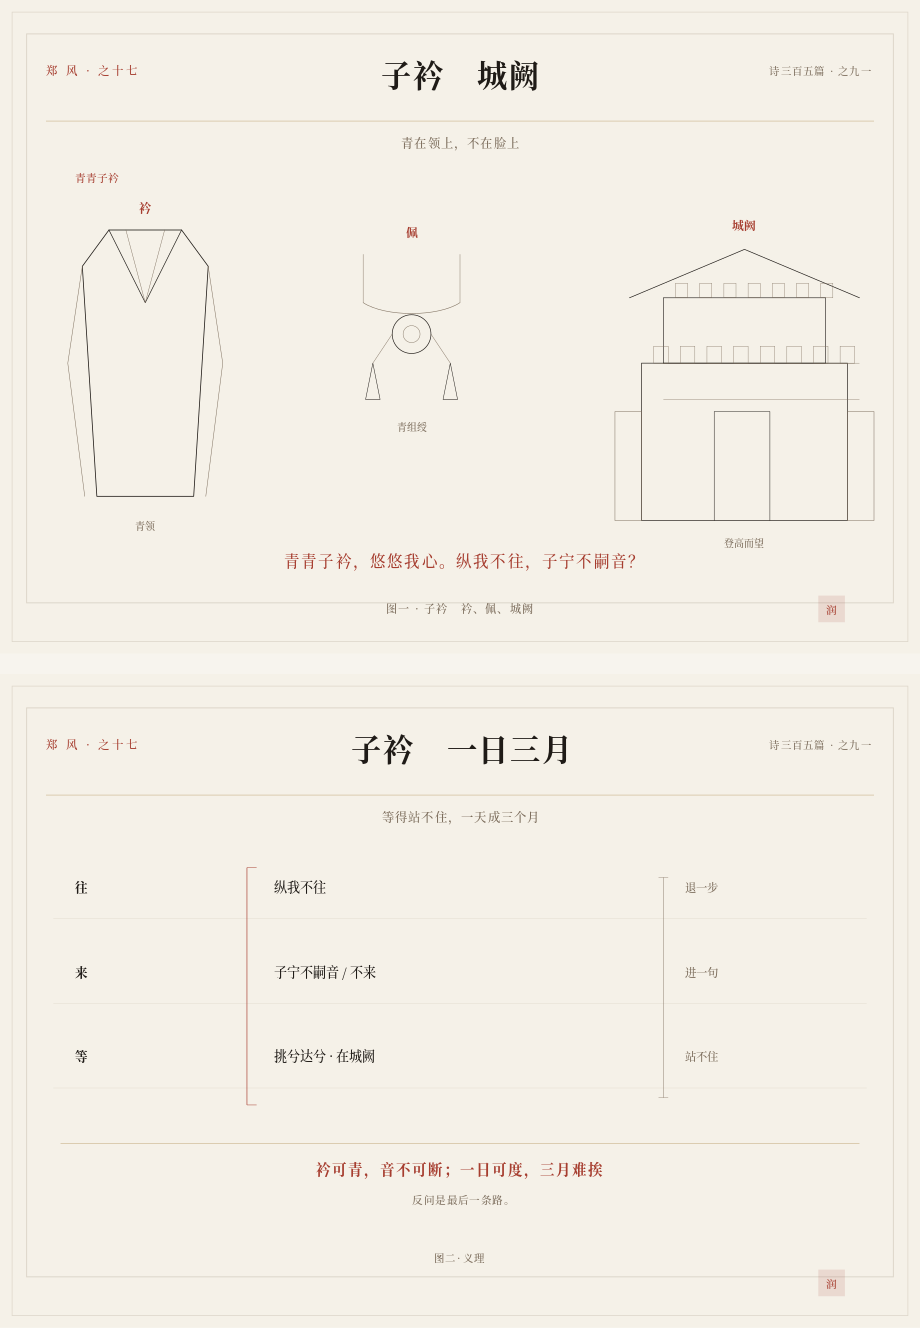 郑风·之十七
子衿　城阙
诗三百五篇·之九一
青在领上，不在脸上
青青子衿
衿
佩
城阙
青组绶
青领
登高而望
青青子衿，悠悠我心。纵我不往，子宁不嗣音？
图一·子衿　衿、佩、城阙
润
郑风·之十七
子衿　一日三月
诗三百五篇·之九一
等得站不住，一天成三个月
往
纵我不往
退一步
来
子宁不嗣音 / 不来
进一句
等
挑兮达兮·在城阙
站不住
衿可青，音不可断；一日可度，三月难挨
反问是最后一条路。
图二·义理
润